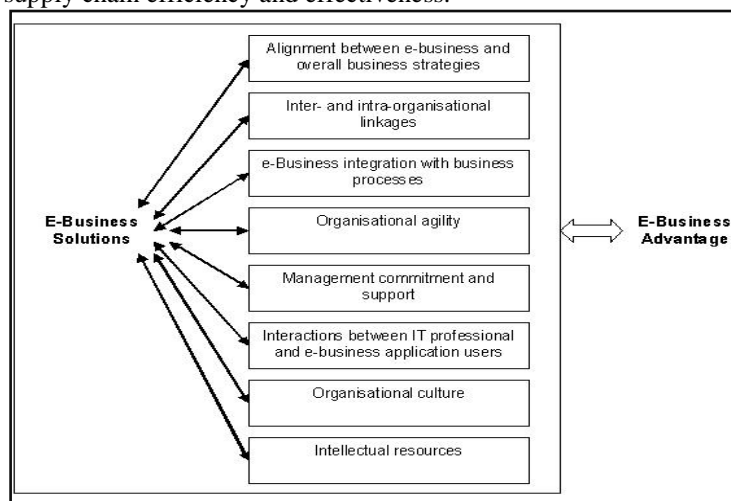 supply chain efficiency and effectiveness.
Alignment between e-business and
overall business strategies
Inter- and intra-organisational
linkages
e-Business integration with business
processes
E-Business
Solutions
Organisational agility
E-Business
Advantage
Management commitment and
support
Interactions between IT professional
and e-business application users
Organisational culture
Intellectual resources